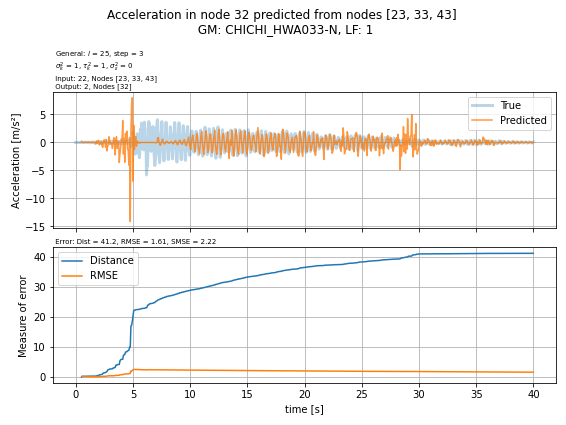 Acceleration in node 32 predicted from nodes [23, 33, 43]
GM: CHICHI_HWA033-N, LF: 1
General: l = 25, step = 3
σ²ₖ = 1, τ²ₖ = 1, σ²ₑ = 0
Input: 22, Nodes [23, 33, 43]
Output: 2, Nodes [32]
Acceleration [m/s²]
5
0
−5
−10
−15
True
Predicted
Error: Dist = 41.2, RMSE = 1.61, SMSE = 2.22
Measure of error
40
30
20
10
0
Distance
RMSE
0 5 10 15 20 25 30 35 40
time [s]